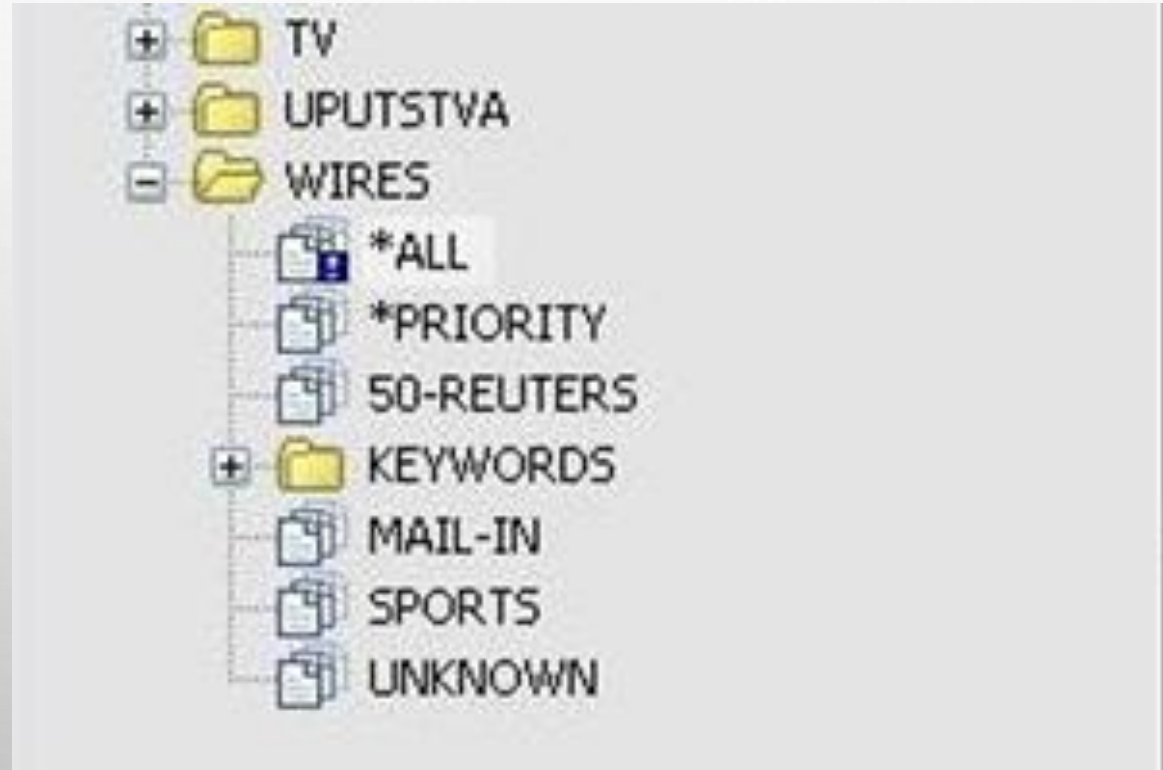 TV
UPUTSTVA
WIRES
*ALL
*PRIORITY
50-REUTERS
KEYWORDS
MAIL-IN
SPORTS
UNKNOWN